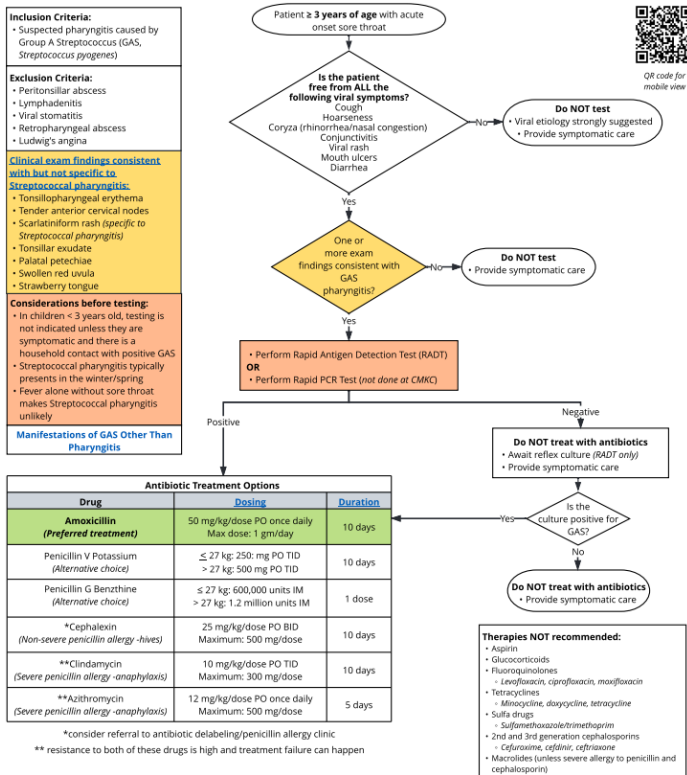 Inclusion Criteria:
• Suspected pharyngitis caused by
Group A Streptococcus (GAS,
Streptococcus pyogenes)
Exclusion Criteria:
• Peritonsillar abscess
• Lymphadenitis
• Viral stomatitis
• Retropharyngeal abscess
• Ludwig's angina
Clinical exam findings consistent
with but not specific to
Streptococcal pharyngitis:
• Tonsillopharyngeal erythema
• Tender anterior cervical nodes
• Scarlatiniform rash (specific to
Streptococcal pharyngitis)
• Tonsillar exudate
• Palatal petechiae
• Swollen red uvula
• Strawberry tongue
Considerations before testing:
• In children < 3 years old, testing is
not indicated unless they are
symptomatic and there is a
household contact with positive GAS
• Streptococcal pharyngitis typically
presents in the winter/spring
• Fever alone without sore throat
makes Streptococcal pharyngitis
unlikely
Manifestations of GAS Other Than
Pharyngitis
Patient ≥ 3 years of age with acute
onset sore throat
QR code for
mobile view
Is the patient
free from ALL the
following viral symptoms?
Cough
Hoarseness
Coryza (rhinorrhea/nasal congestion)
Conjunctivitis
Viral rash
Mouth ulcers
Diarrhea
No
Do NOT test
• Viral etiology strongly suggested
• Provide symptomatic care
Yes
One or
more exam
findings consistent with
GAS
pharyngitis?
No
Do NOT test
• Provide symptomatic care
Yes
• Perform Rapid Antigen Detection Test (RADT)
OR
• Perform Rapid PCR Test (not done at CMKC)
Positive
Negative
Do NOT treat with antibiotics
• Await reflex culture (RADT only)
• Provide symptomatic care
Is the
culture positive for
GAS?
Yes
No
Do NOT treat with antibiotics
• Provide symptomatic care
Antibiotic Treatment Options
Drug Dosing Duration
Amoxicillin
(Preferred treatment)
50 mg/kg/dose PO once daily
Max dose: 1 gm/day
10 days
Penicillin V Potassium
(Alternative choice)
≤ 27 kg: 250: mg PO TID
> 27 kg: 500 mg PO TID
10 days
Penicillin G Benzthine
(Alternative choice)
≤ 27 kg: 600,000 units IM
> 27 kg: 1.2 million units IM
1 dose
*Cephalexin
(Non-severe penicillin allergy -hives)
25 mg/kg/dose PO BID
Maximum: 500 mg/dose
10 days
**Clindamycin
(Severe penicillin allergy -anaphylaxis)
10 mg/kg/dose PO TID
Maximum: 300 mg/dose
10 days
**Azithromycin
(Severe penicillin allergy -anaphylaxis)
12 mg/kg/dose PO once daily
Maximum: 500 mg/dose
5 days
*consider referral to antibiotic delabeling/penicillin allergy clinic
** resistance to both of these drugs is high and treatment failure can happen
Therapies NOT recommended:
• Aspirin
• Glucocorticoids
• Fluoroquinolones
◦ Levofloxacin, ciprofloxacin, moxifloxacin
• Tetracyclines
◦ Minocycline, doxycycline, tetracycline
• Sulfa drugs
◦ Sulfamethoxazole/trimethoprim
• 2nd and 3rd generation cephalosporins
◦ Cefuroxime, cefdinir, ceftriaxone
• Macrolides (unless severe allergy to penicillin and
cephalosporin)